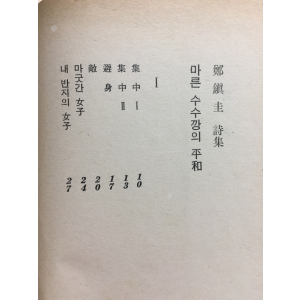 鄭鎭圭 詩集
마른 수수깡의 平和
Ⅰ
集中 Ⅰ 10
集中 Ⅱ 13
避身 17
敵 20
마굿간 女子 24
내 반지의 女子 27